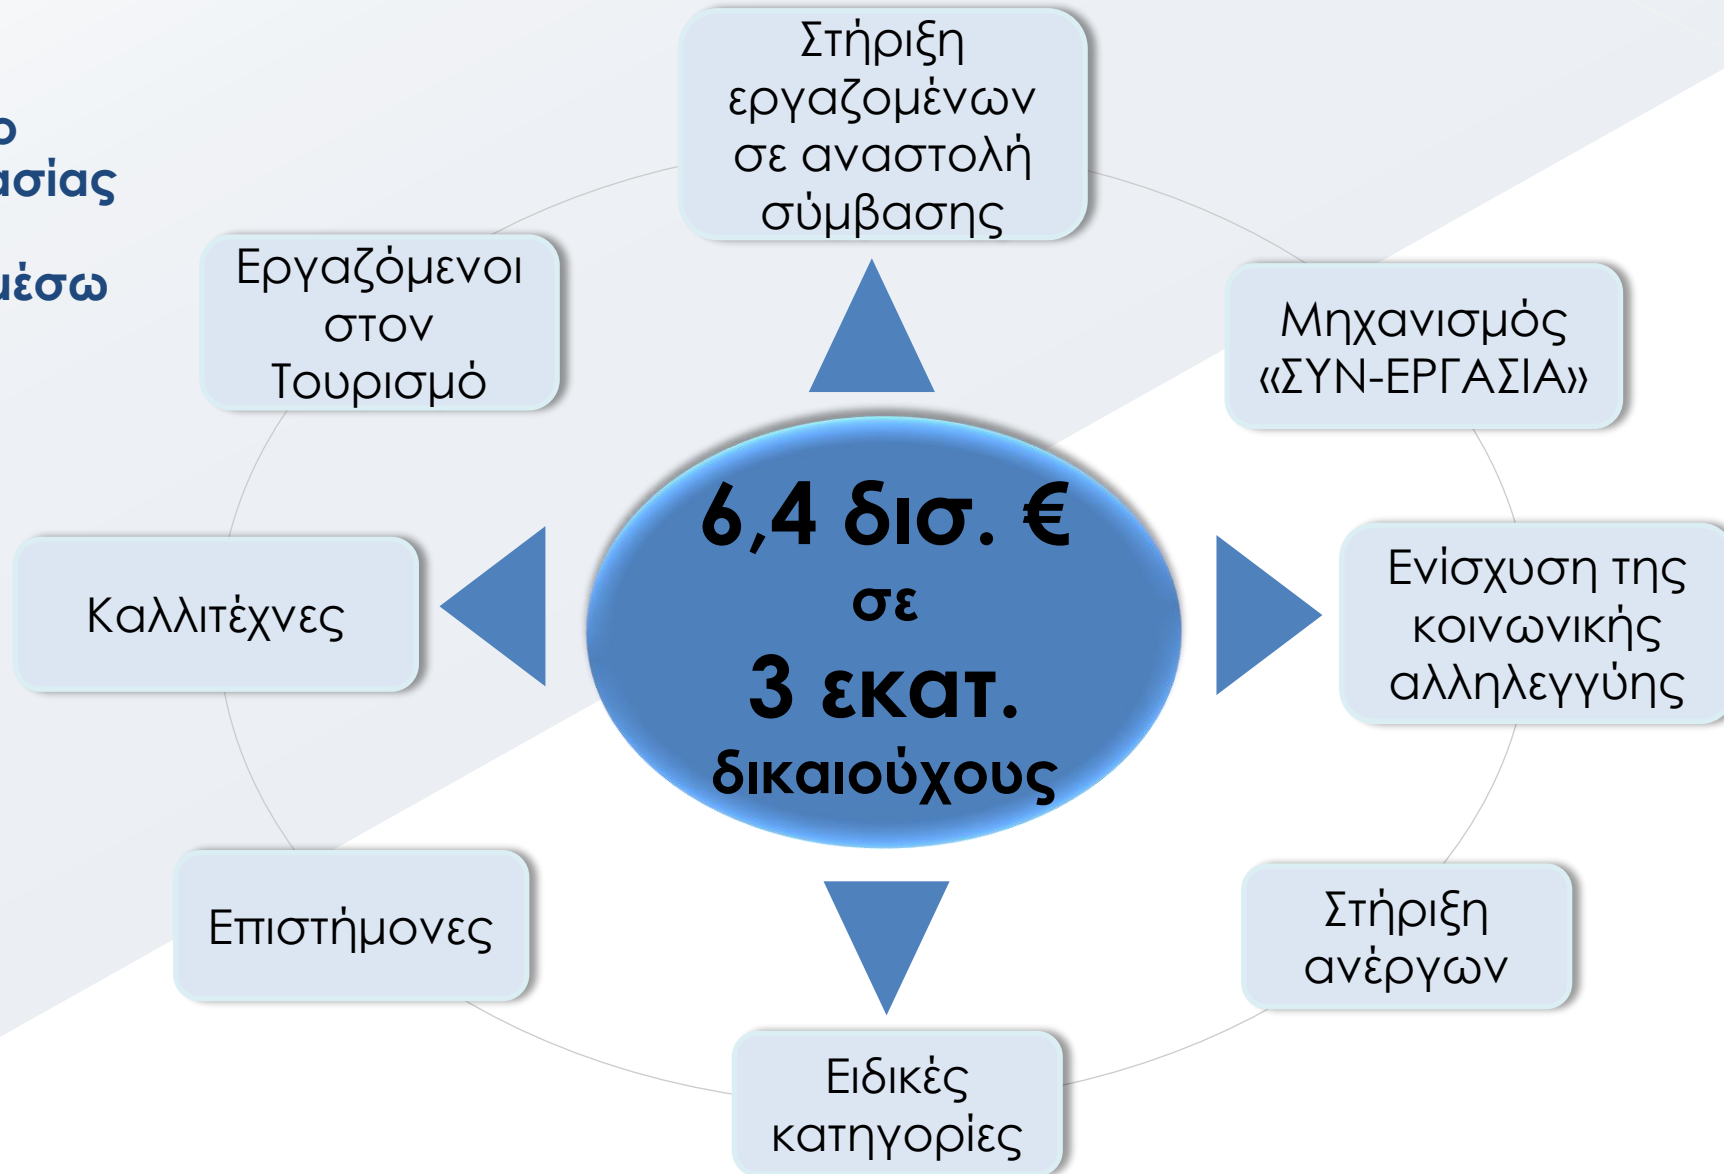 Στήριξη
εργαζομένων
σε αναστολή
σύμβασης
μέσω
Εργαζόμενοι
στον
Τουρισμό
Μηχανισμός
«ΣΥΝ-ΕΡΓΑΣΙΑ»
6,4 δισ. €
σε
3 εκατ.
δικαιούχους
Καλλιτέχνες
Ενίσχυση της
κοινωνικής
αλληλεγγύης
Επιστήμονες
Στήριξη
ανέργων
Ειδικές
κατηγορίες